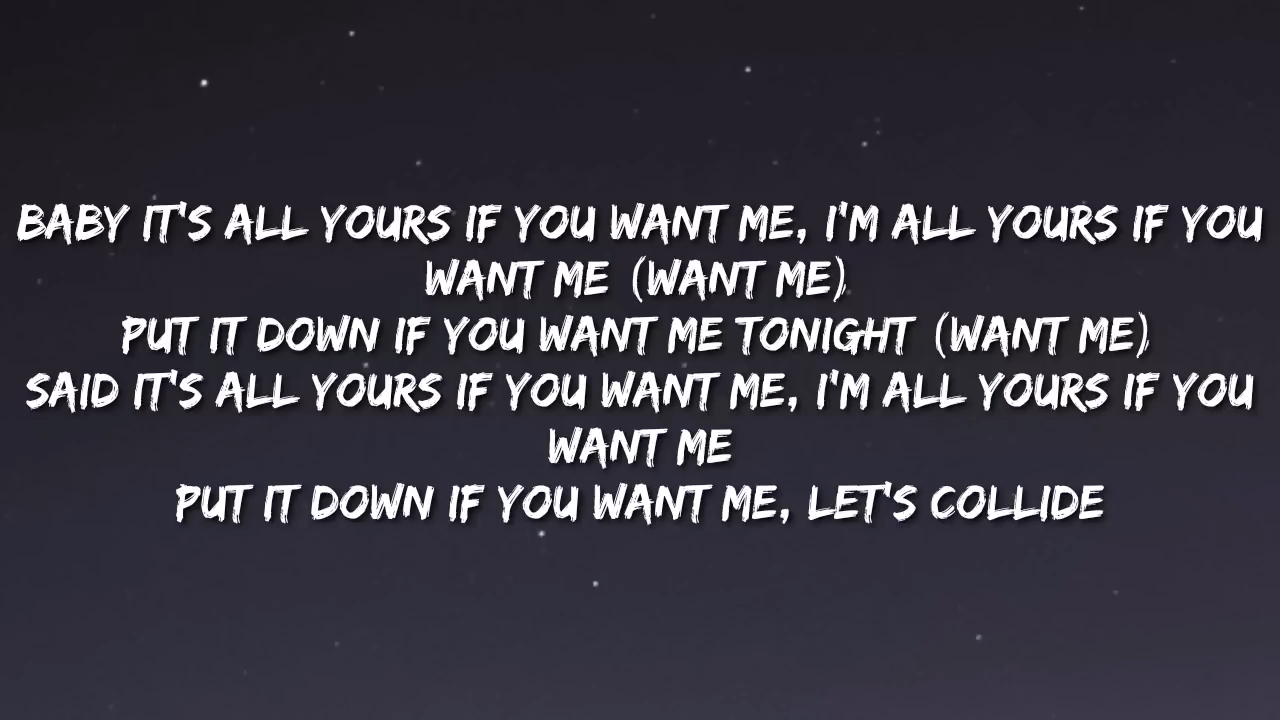 BABY IT'S ALL YOURS IF YOU WANT ME, I'M ALL YOURS IF YOU
WANT ME (WANT ME)
PUT IT DOWN IF YOU WANT ME TONIGHT (WANT ME)
SAID IT'S ALL YOURS IF YOU WANT ME, I'M ALL YOURS IF YOU
WANT ME
PUT IT DOWN IF YOU WANT ME, LET'S COLLIDE